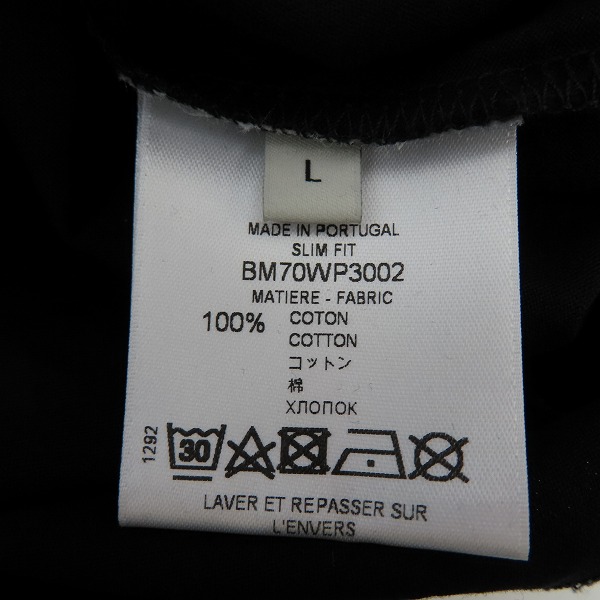 L
MADE IN PORTUGAL
SLIM FIT
BM70WP3002
MATIERE - FABRIC
100% COTON
COTTON
コットン
棉
ХЛОПОК
1292
30
LAVER ET REPASSER SUR
L'ENVERS